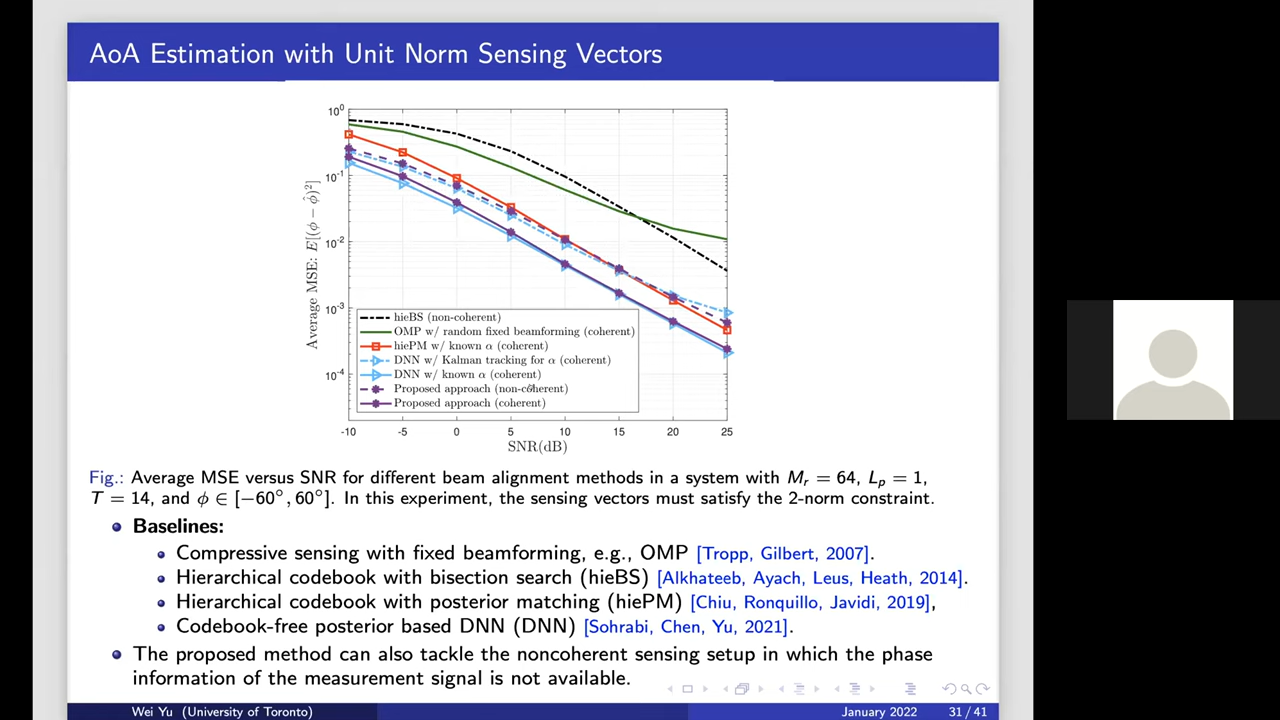 AoA Estimation with Unit Norm Sensing Vectors
10^0
10^-1
10^-2
10^-3
10^-4
Average MSE: E[(ϕ − ϕ̂)^2]
hieBS (non-coherent)
OMP w/ random fixed beamforming (coherent)
hiePM w/ known α (coherent)
DNN w/ Kalman tracking for α (coherent)
DNN w/ known α (coherent)
Proposed approach (non-coherent)
Proposed approach (coherent)
-10 -5 0 5 10 15 20 25
SNR(dB)
Fig.: Average MSE versus SNR for different beam alignment methods in a system with M_r = 64, L_p = 1,
T = 14, and ϕ ∈ [−60°, 60°]. In this experiment, the sensing vectors must satisfy the 2-norm constraint.
Baselines:
Compressive sensing with fixed beamforming, e.g., OMP [Tropp, Gilbert, 2007].
Hierarchical codebook with bisection search (hieBS) [Alkhateeb, Ayach, Leus, Heath, 2014].
Hierarchical codebook with posterior matching (hiePM) [Chiu, Ronquillo, Javidi, 2019],
Codebook-free posterior based DNN (DNN) [Sohrabi, Chen, Yu, 2021].
The proposed method can also tackle the noncoherent sensing setup in which the phase
information of the measurement signal is not available.
Wei Yu (University of Toronto) January 2022 31 / 41